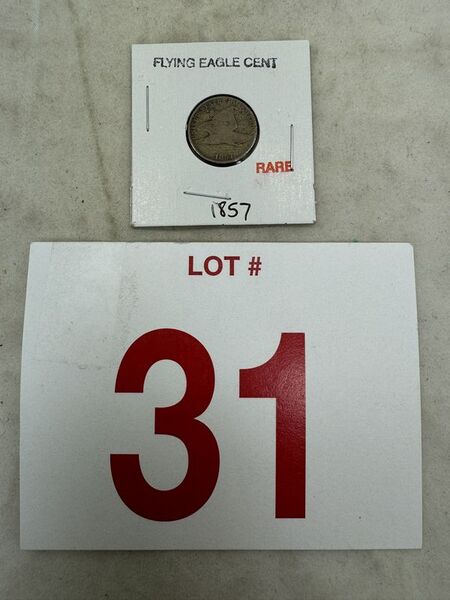 FLYING EAGLE CENT
RARE
1857
LOT #
31